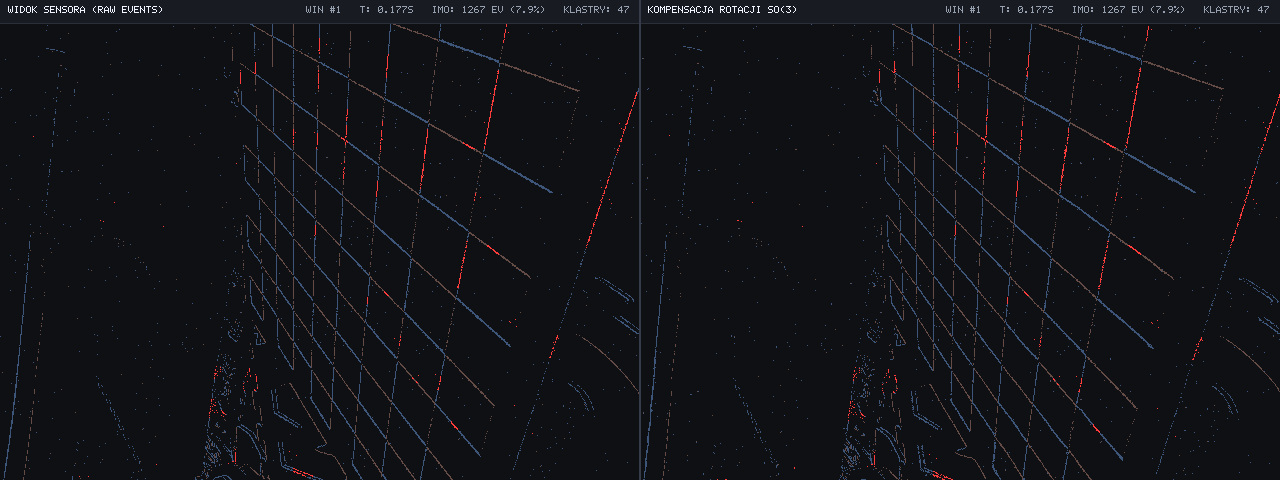 WIDOK SENSORA (RAW EVENTS) WIN #1 T: 0.177S IMO: 1267 EV (7.9%) KLASTRY: 47
KOMPENSACJA ROTACJI SO(3) WIN #1 T: 0.177S IMO: 1267 EV (7.9%) KLASTRY: 47